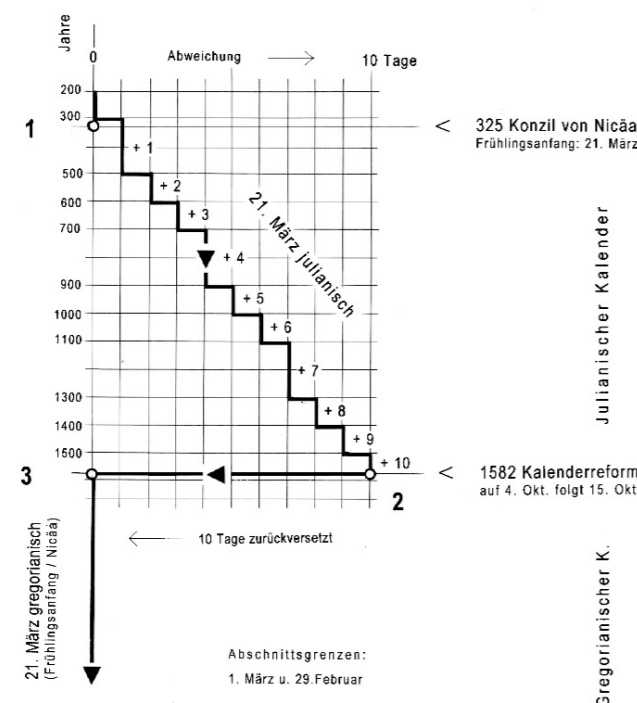 Jahre
0
Abweichung
10 Tage
200
300
1
325 Konzil von Nicäa
Frühlingsanfang: 21. März
+ 1
500
+ 2
600
+ 3
700
21. März julianisch
+ 4
900
+ 5
1000
+ 6
1100
+ 7
Julianischer Kalender
1300
+ 8
1400
+ 9
1500
+ 10
3
1582 Kalenderreform
auf 4. Okt. folgt 15. Okt
2
10 Tage zurückversetzt
21. März gregorianisch
(Frühlingsanfang / Nicäa)
Gregorianischer K.
Abschnittsgrenzen:
1. März u. 29.Februar